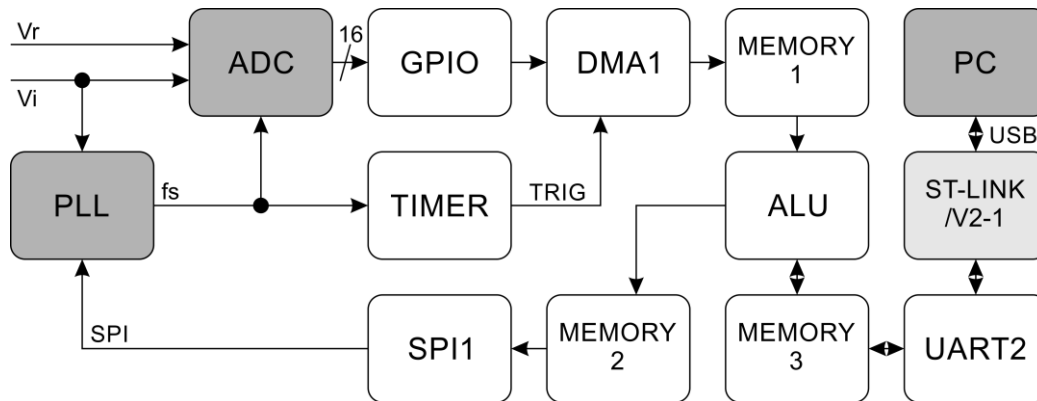 Vr
Vi
ADC
16
GPIO
DMA1
MEMORY
1
PC
USB
PLL
fs
TIMER
TRIG
ALU
ST-LINK
/V2-1
SPI
SPI1
MEMORY
2
MEMORY
3
UART2